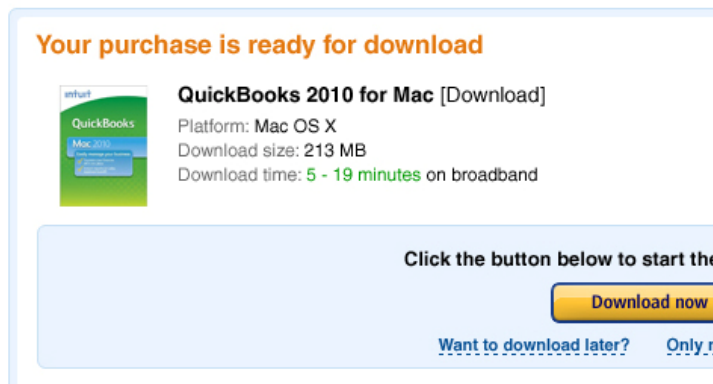 Your purchase is ready for download
intuit
QuickBooks
Mac 2010
QuickBooks 2010 for Mac [Download]
Platform: Mac OS X
Download size: 213 MB
Download time: 5 - 19 minutes on broadband
Click the button below to start the
Download now
Want to download later? Only